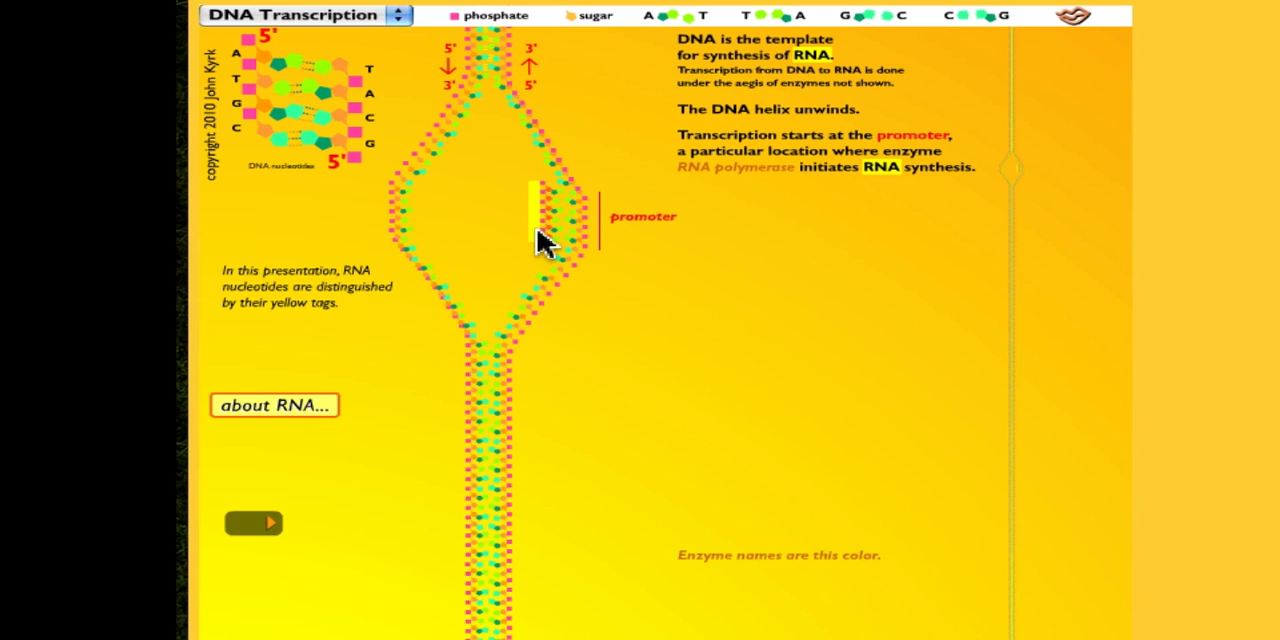 DNA Transcription
phosphate
sugar
A T
T A
G C
C G
copyright 2010 John Kyrk
5'
A
T
G
C
T
A
C
G
DNA nucleotides
5'
5' 3'
3' 5'
DNA is the template
for synthesis of RNA.
Transcription from DNA to RNA is done
under the aegis of enzymes not shown.
The DNA helix unwinds.
Transcription starts at the promoter,
a particular location where enzyme
RNA polymerase initiates RNA synthesis.
promoter
In this presentation, RNA
nucleotides are distinguished
by their yellow tags.
about RNA...
Enzyme names are this color.